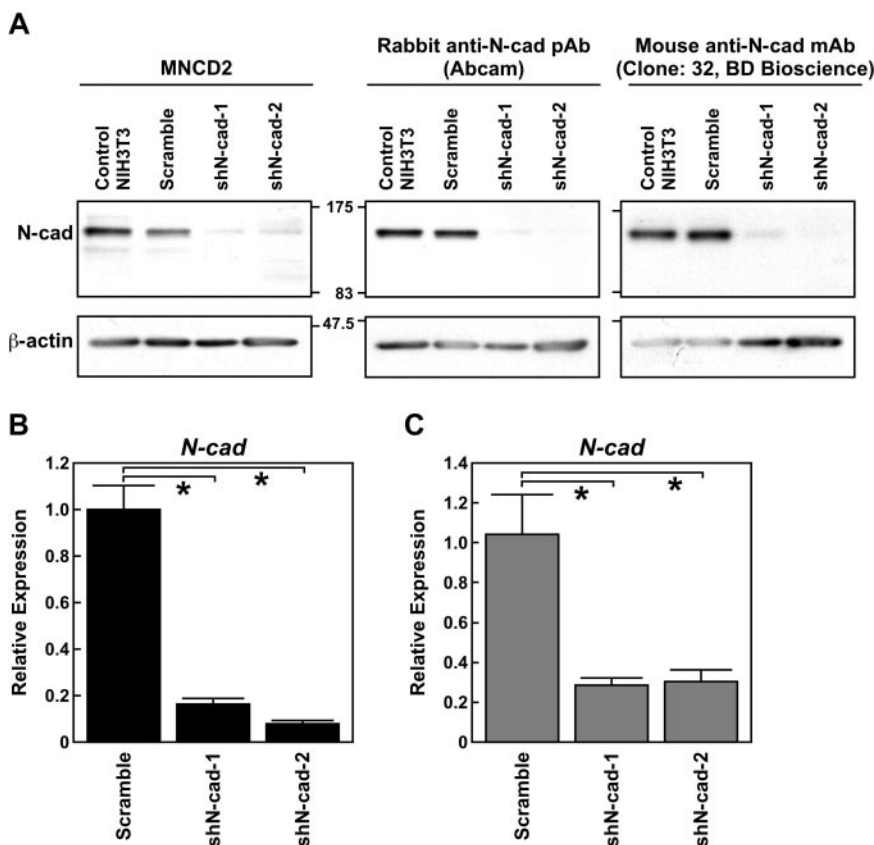 A
MNCD2
Rabbit anti-N-cad pAb
(Abcam)
Mouse anti-N-cad mAb
(Clone: 32, BD Bioscience)
Control
NIH3T3
Scramble
shN-cad-1
shN-cad-2
Control
NIH3T3
Scramble
shN-cad-1
shN-cad-2
Control
NIH3T3
Scramble
shN-cad-1
shN-cad-2
N-cad
175
83
β-actin
47.5
B
N-cad
Relative Expression
1.2
1.0
0.8
0.6
0.4
0.2
0
* *
Scramble
shN-cad-1
shN-cad-2
C
N-cad
Relative Expression
1.4
1.2
1.0
0.8
0.6
0.4
0.2
0
* *
Scramble
shN-cad-1
shN-cad-2